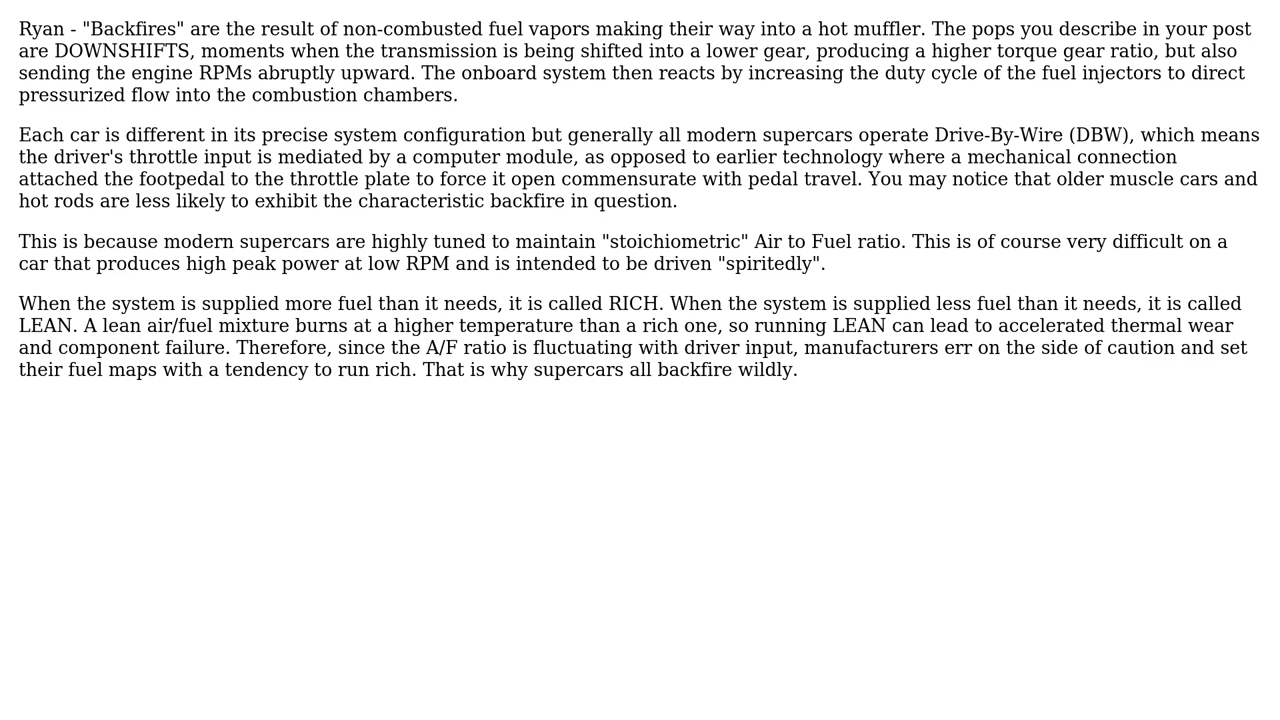 Ryan - "Backfires" are the result of non-combusted fuel vapors making their way into a hot muffler. The pops you describe in your post
are DOWNSHIFTS, moments when the transmission is being shifted into a lower gear, producing a higher torque gear ratio, but also
sending the engine RPMs abruptly upward. The onboard system then reacts by increasing the duty cycle of the fuel injectors to direct
pressurized flow into the combustion chambers.
Each car is different in its precise system configuration but generally all modern supercars operate Drive-By-Wire (DBW), which means
the driver's throttle input is mediated by a computer module, as opposed to earlier technology where a mechanical connection
attached the footpedal to the throttle plate to force it open commensurate with pedal travel. You may notice that older muscle cars and
hot rods are less likely to exhibit the characteristic backfire in question.
This is because modern supercars are highly tuned to maintain "stoichiometric" Air to Fuel ratio. This is of course very difficult on a
car that produces high peak power at low RPM and is intended to be driven "spiritedly".
When the system is supplied more fuel than it needs, it is called RICH. When the system is supplied less fuel than it needs, it is called
LEAN. A lean air/fuel mixture burns at a higher temperature than a rich one, so running LEAN can lead to accelerated thermal wear
and component failure. Therefore, since the A/F ratio is fluctuating with driver input, manufacturers err on the side of caution and set
their fuel maps with a tendency to run rich. That is why supercars all backfire wildly.